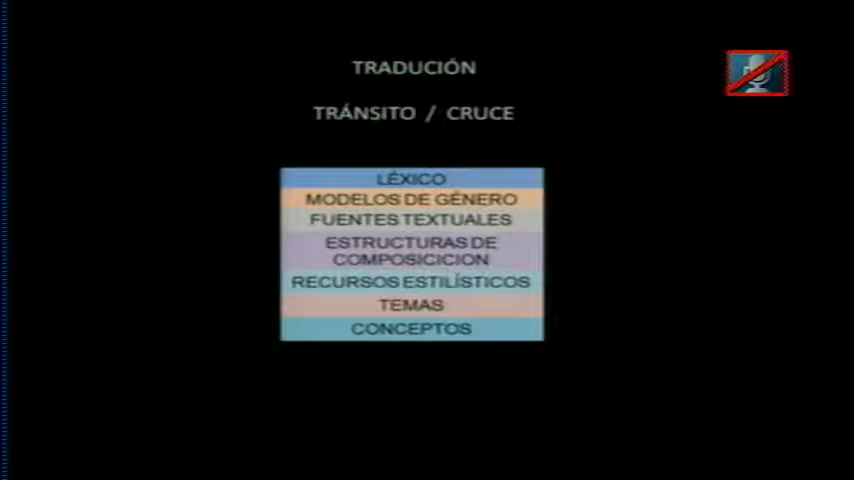 TRADUCIÓN
TRÁNSITO / CRUCE
LÉXICO
MODELOS DE GÉNERO
FUENTES TEXTUALES
ESTRUCTURAS DE
COMPOSICICION
RECURSOS ESTILÍSTICOS
TEMAS
CONCEPTOS